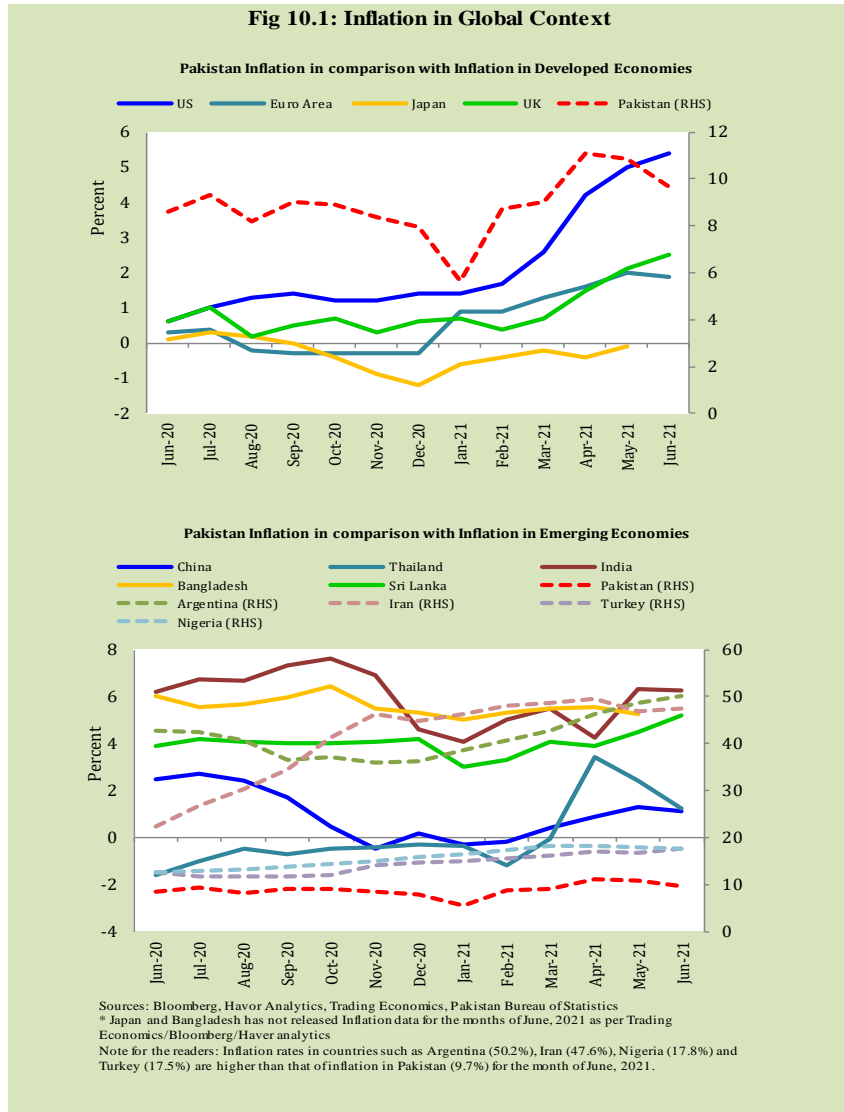 Fig 10.1: Inflation in Global Context
Pakistan Inflation in comparison with Inflation in Developed Economies
US Euro Area Japan UK Pakistan (RHS)
Percent
6
5
4
3
2
1
0
-1
-2
12
10
8
6
4
2
0
Jun-20 Jul-20 Aug-20 Sep-20 Oct-20 Nov-20 Dec-20 Jan-21 Feb-21 Mar-21 Apr-21 May-21 Jun-21
Pakistan Inflation in comparison with Inflation in Emerging Economies
China Thailand India
Bangladesh Sri Lanka Pakistan (RHS)
Argentina (RHS) Iran (RHS) Turkey (RHS)
Nigeria (RHS)
Percent
8
6
4
2
0
-2
-4
60
50
40
30
20
10
0
Jun-20 Jul-20 Aug-20 Sep-20 Oct-20 Nov-20 Dec-20 Jan-21 Feb-21 Mar-21 Apr-21 May-21 Jun-21
Sources: Bloomberg, Havor Analytics, Trading Economics, Pakistan Bureau of Statistics
* Japan and Bangladesh has not released Inflation data for the months of June, 2021 as per Trading
Economics/Bloomberg/Haver analytics
Note for the readers: Inflation rates in countries such as Argentina (50.2%), Iran (47.6%), Nigeria (17.8%) and
Turkey (17.5%) are higher than that of inflation in Pakistan (9.7%) for the month of June, 2021.